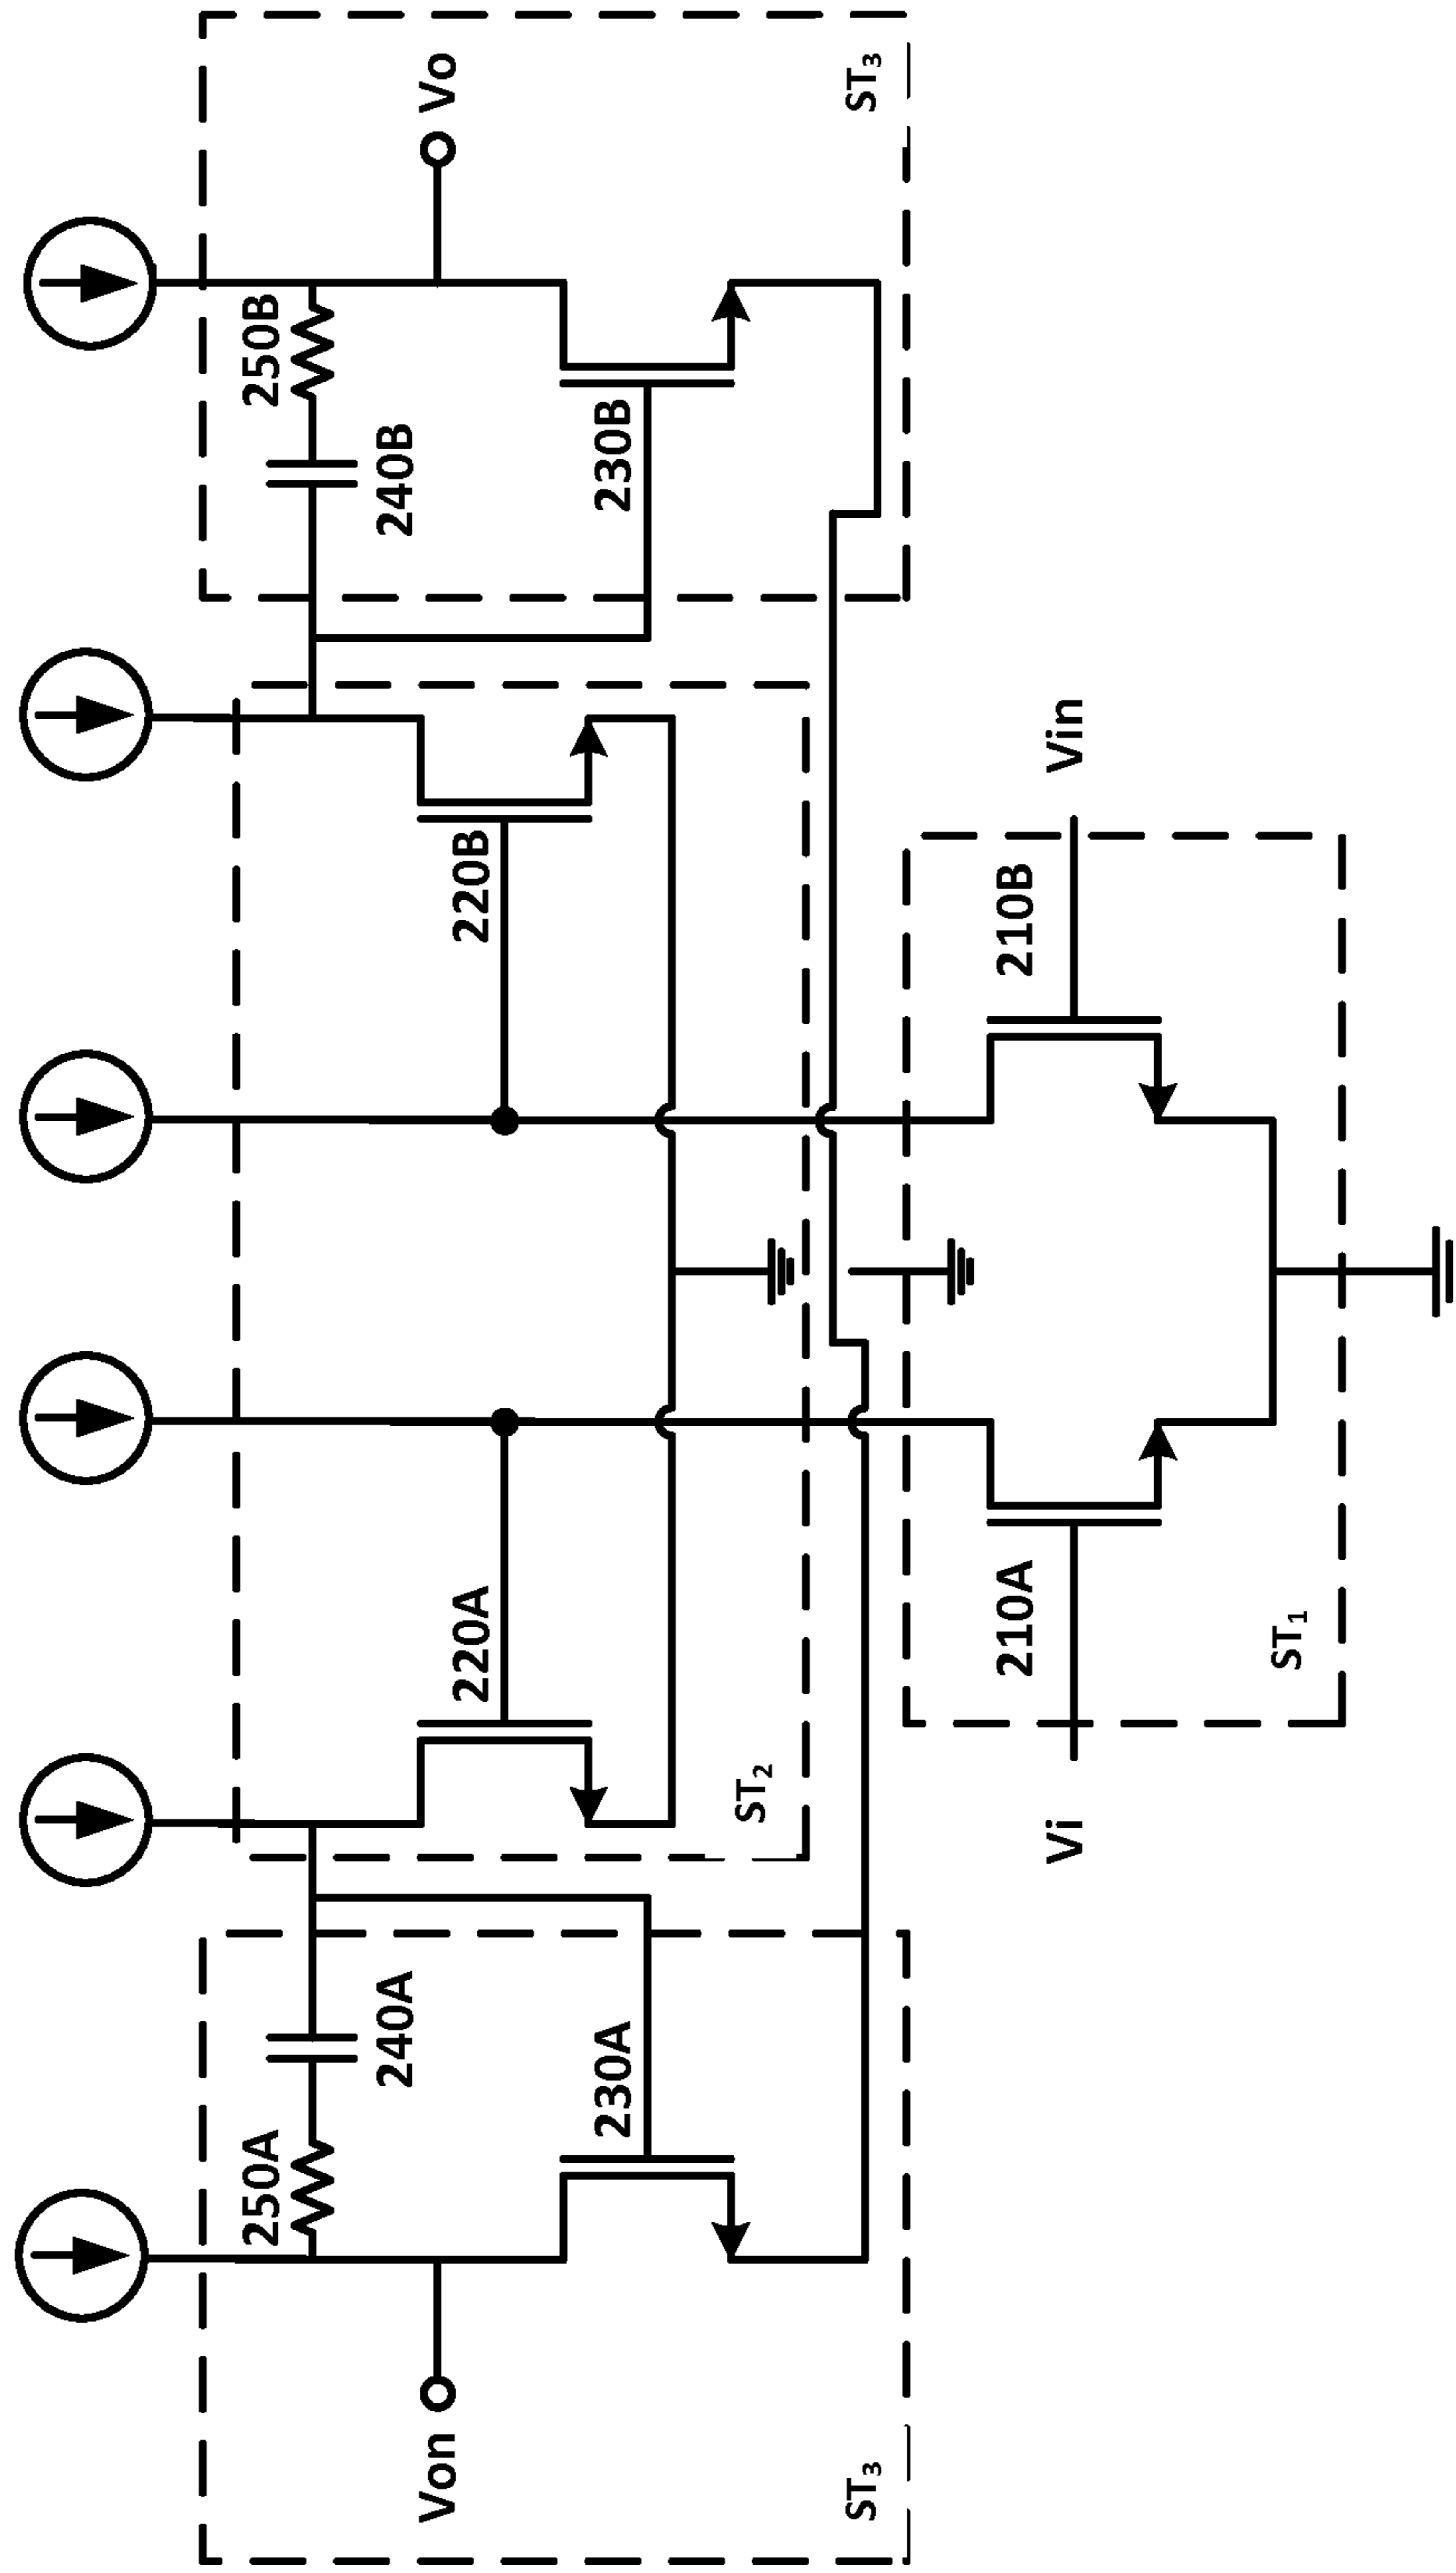 250A
250B
240A
240B
Von
Vo
220A
220B
230A
230B
ST₂
ST₃
ST₃
210A
210B
Vi
Vin
ST₁